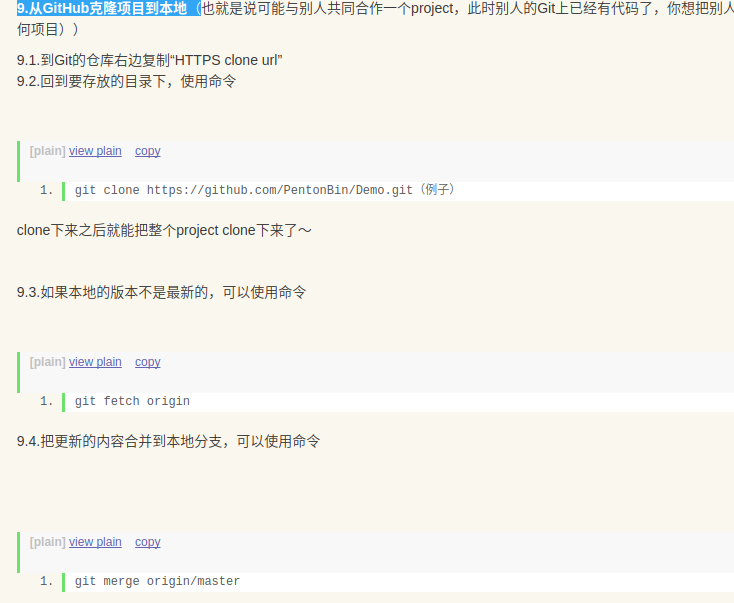 9.从GitHub克隆项目到本地（也就是说可能与别人共同合作一个project，此时别人的Git上已经有代码了，你想把别人
何项目））
9.1.到Git的仓库右边复制“HTTPS clone url”
9.2.回到要存放的目录下，使用命令
[plain] view plain copy
1. git clone https://github.com/PentonBin/Demo.git（例子）
clone下来之后就能把整个project clone下来了～
9.3.如果本地的版本不是最新的，可以使用命令
[plain] view plain copy
1. git fetch origin
9.4.把更新的内容合并到本地分支，可以使用命令
[plain] view plain copy
1. git merge origin/master